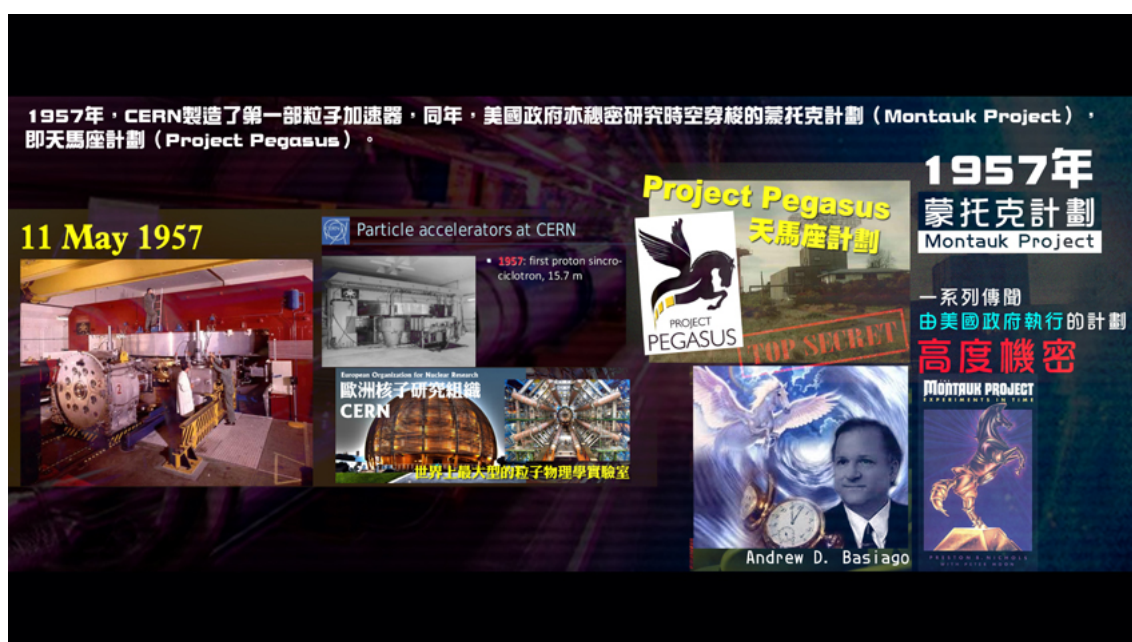 1957年，CERN製造了第一部粒子加速器，同年，美國政府亦秘密研究時空穿梭的蒙托克計劃（Montauk Project），
即天馬座計劃（Project Pegasus）。
11 May 1957
Particle accelerators at CERN
1957: first proton sincro-
ciclotron, 15.7 m
European Organization for Nuclear Research
歐洲核子研究組織
CERN
世界上最大型的粒子物理學實驗室
Project Pegasus
天馬座計劃
PROJECT
PEGASUS
TOP SECRET
Andrew D. Basiago
1957年
蒙托克計劃
Montauk Project
一系列傳聞
由美國政府執行的計劃
高度機密
THE
MONTAUK PROJECT
EXPERIMENTS IN TIME
PRESTON B. NICHOLS
WITH PETER MOON